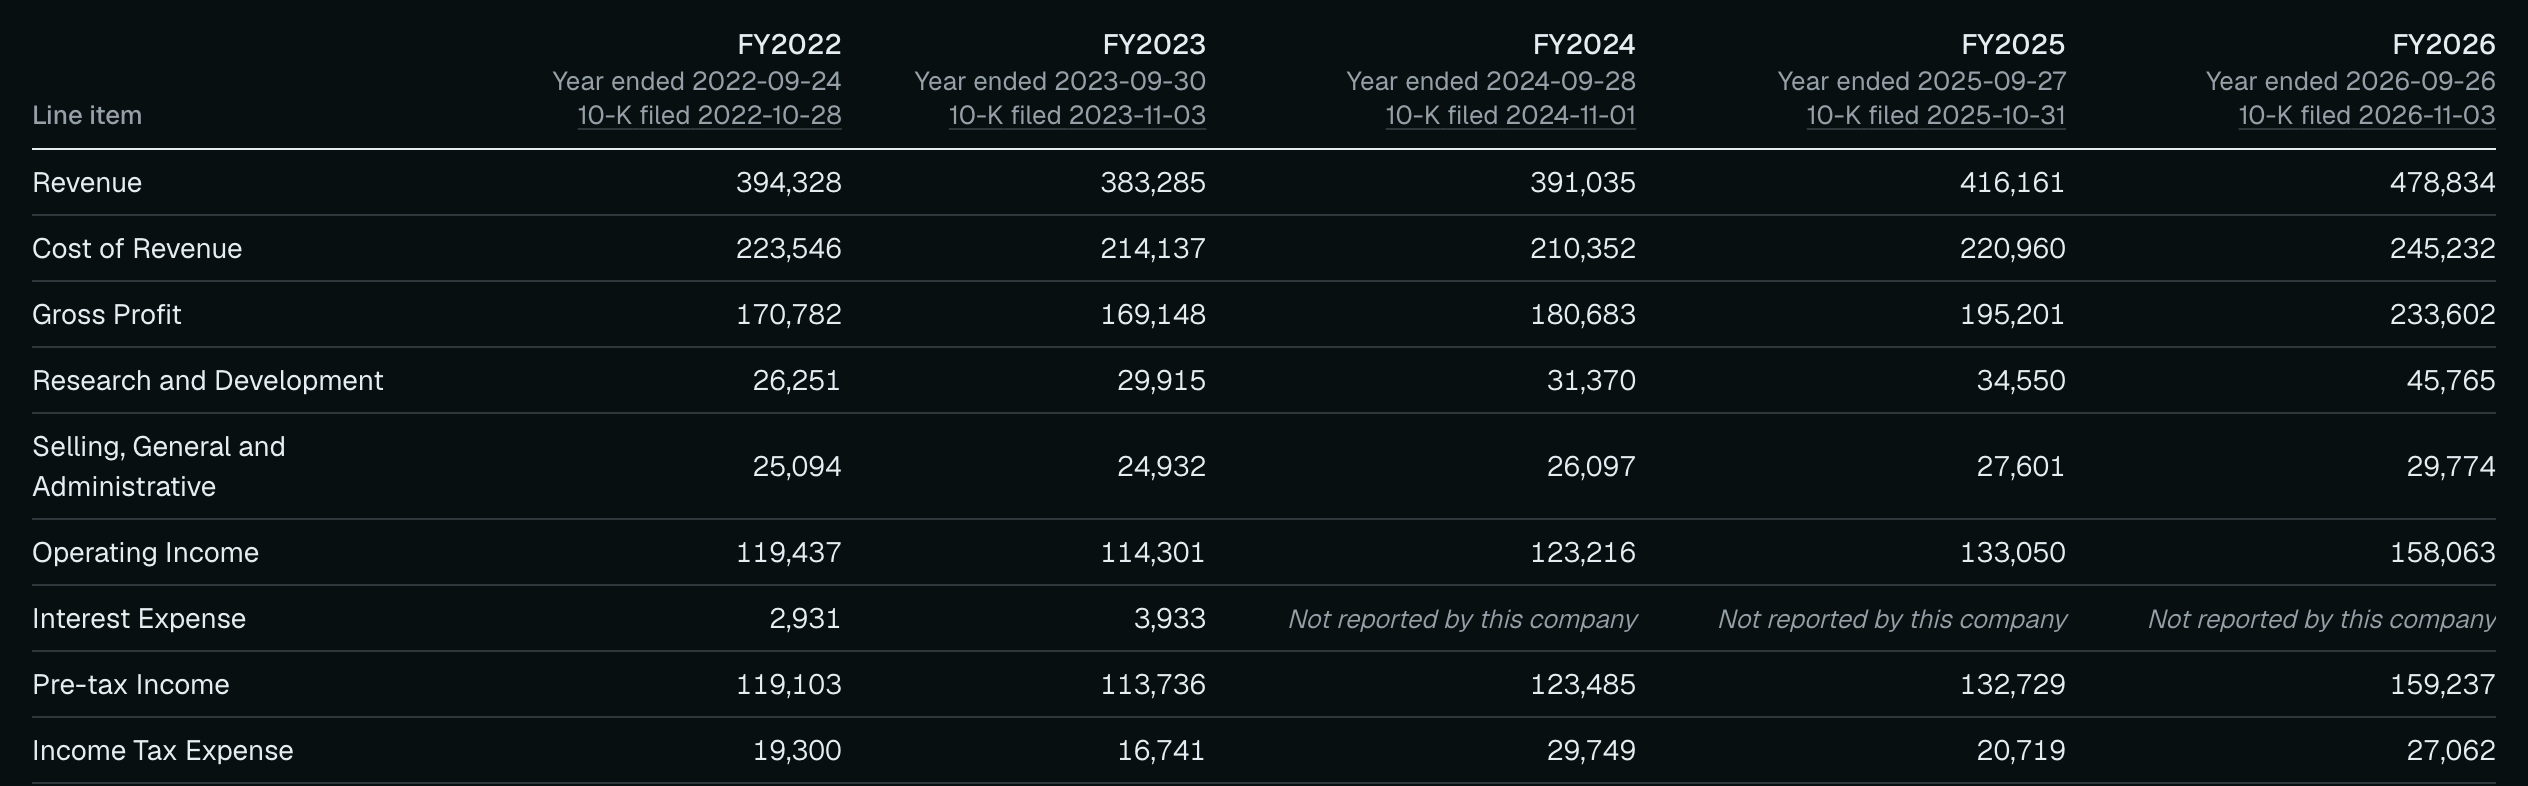 FY2022 FY2023 FY2024 FY2025 FY2026
Year ended 2022-09-24 Year ended 2023-09-30 Year ended 2024-09-28 Year ended 2025-09-27 Year ended 2026-09-26
Line item 10-K filed 2022-10-28 10-K filed 2023-11-03 10-K filed 2024-11-01 10-K filed 2025-10-31 10-K filed 2026-11-03
Revenue 394,328 383,285 391,035 416,161 478,834
Cost of Revenue 223,546 214,137 210,352 220,960 245,232
Gross Profit 170,782 169,148 180,683 195,201 233,602
Research and Development 26,251 29,915 31,370 34,550 45,765
Selling, General and
Administrative 25,094 24,932 26,097 27,601 29,774
Operating Income 119,437 114,301 123,216 133,050 158,063
Interest Expense 2,931 3,933 Not reported by this company Not reported by this company Not reported by this company
Pre-tax Income 119,103 113,736 123,485 132,729 159,237
Income Tax Expense 19,300 16,741 29,749 20,719 27,062